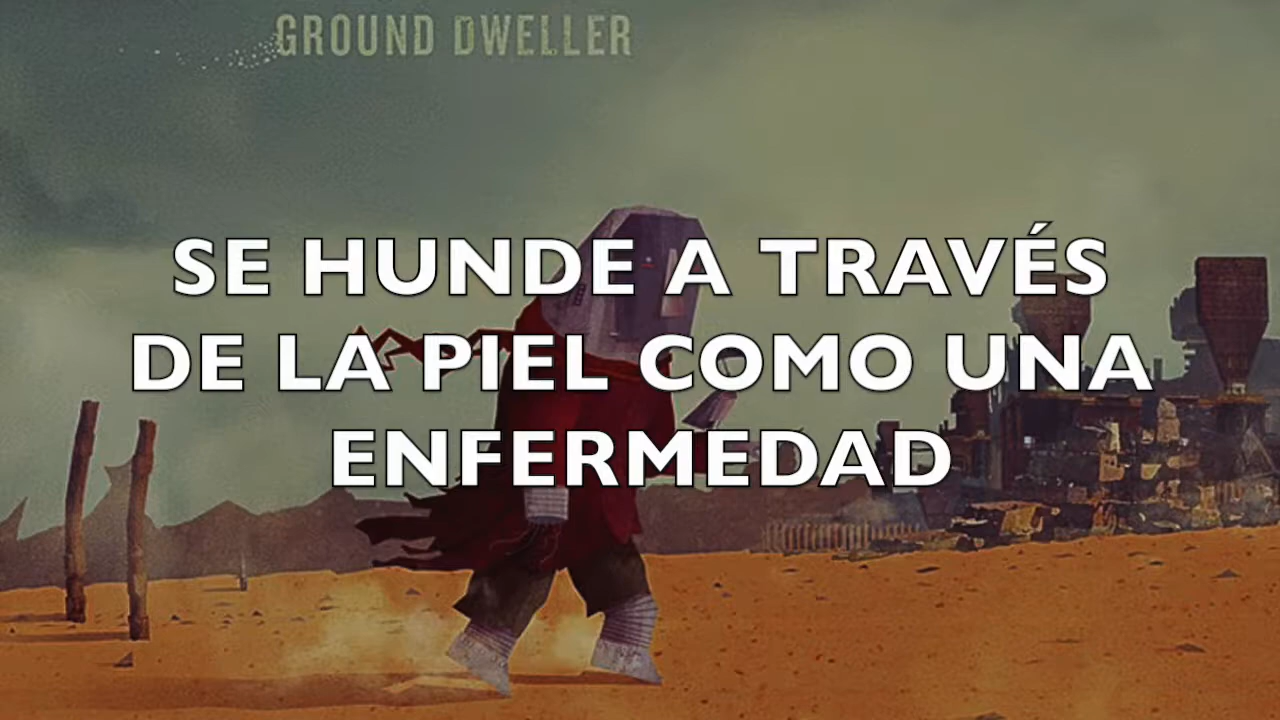 GROUND DWELLER
SE HUNDE A TRAVÉS
DE LA PIEL COMO UNA
ENFERMEDAD